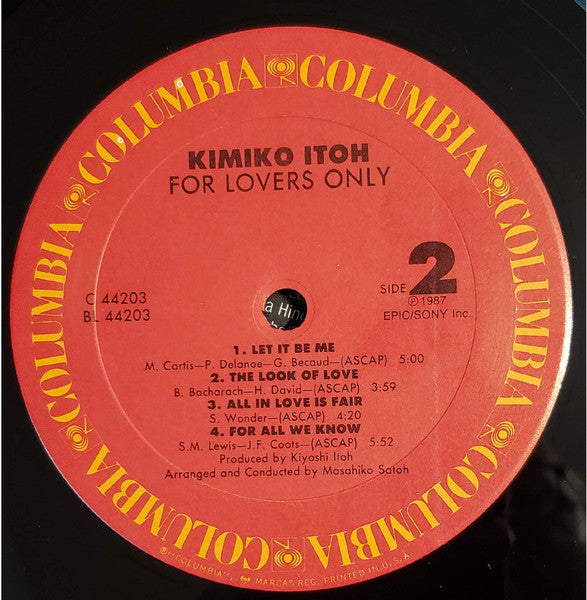 COLUMBIA COLUMBIA COLUMBIA COLUMBIA COLUMBIA COLUMBIA
KIMIKO ITOH
FOR LOVERS ONLY
C 44203
BL 44203
SIDE 2
℗ 1987
EPIC/SONY Inc.
a Hin
1. LET IT BE ME
M. Cartis—P. Delanoe—G. Becaud—(ASCAP) 5:00
2. THE LOOK OF LOVE
B. Bacharach—H. David—(ASCAP) 3:59
3. ALL IN LOVE IS FAIR
S. Wonder—(ASCAP) 4:20
4. FOR ALL WE KNOW
S.M. Lewis—J.F. Coots—(ASCAP) 5:52
Produced by Kiyoshi Itoh
Arranged and Conducted by Masahiko Satoh
®"COLUMBIA", MARCAS REG. PRINTED IN U.S.A.